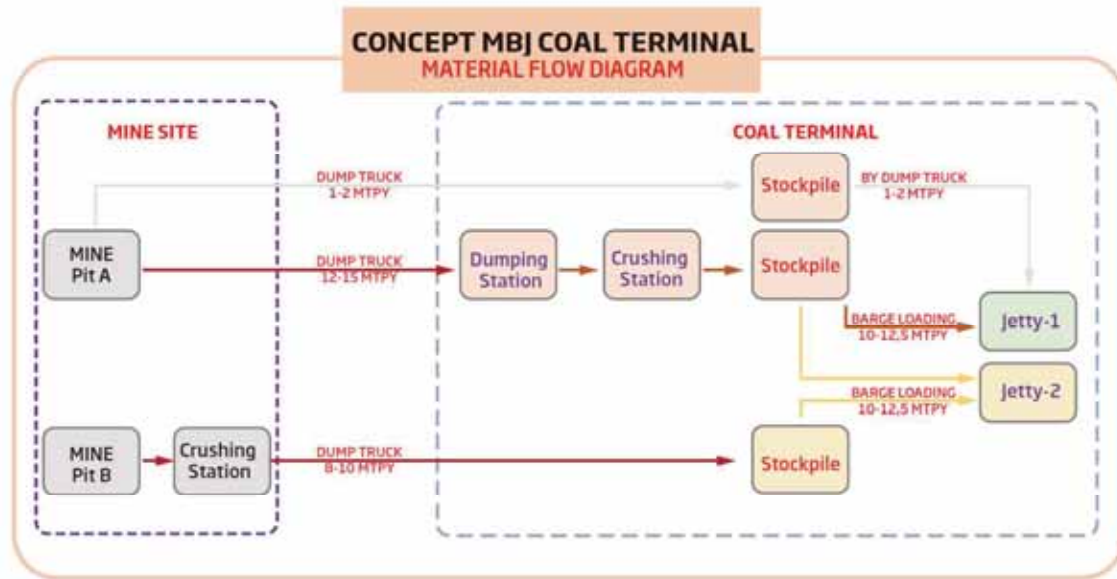 CONCEPT MBJ COAL TERMINAL
MATERIAL FLOW DIAGRAM
MINE SITE
COAL TERMINAL
DUMP TRUCK
1-2 MTPY
Stockpile
BY DUMP TRUCK
1-2 MTPY
MINE
Pit A
DUMP TRUCK
12-15 MTPY
Dumping
Station
Crushing
Station
Stockpile
BARGE LOADING
10-12,5 MTPY
Jetty-1
BARGE LOADING
10-12,5 MTPY
Jetty-2
MINE
Pit B
Crushing
Station
DUMP TRUCK
8-10 MTPY
Stockpile